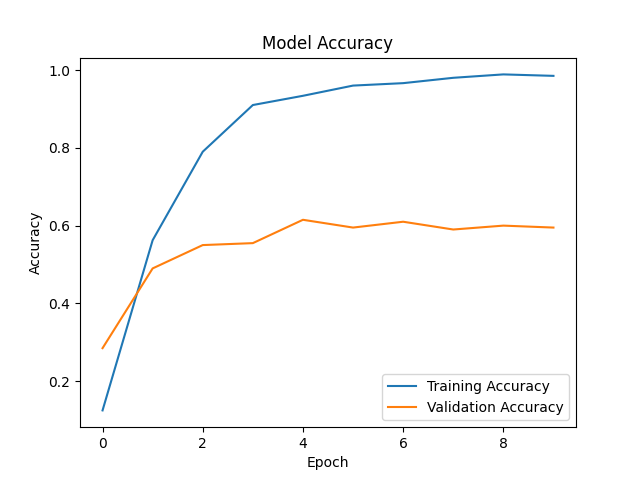 Model Accuracy
1.0
0.8
0.6
0.4
0.2
Accuracy
0 2 4 6 8
Epoch
Training Accuracy
Validation Accuracy